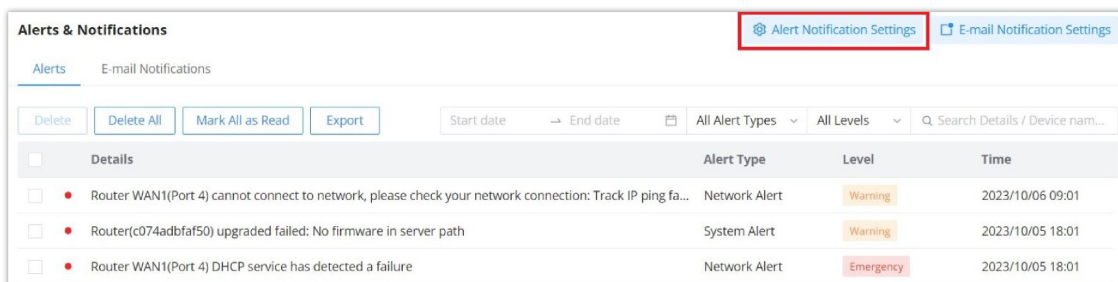 Alerts & Notifications Alert Notification Settings E-mail Notification Settings
Alerts E-mail Notifications
Delete Delete All Mark All as Read Export Start date → End date All Alert Types All Levels Search Details / Device nam...
Details Alert Type Level Time
Router WAN1(Port 4) cannot connect to network, please check your network connection: Track IP ping fa... Network Alert Warning 2023/10/06 09:01
Router(c074adbfaf50) upgraded failed: No firmware in server path System Alert Warning 2023/10/05 18:01
Router WAN1(Port 4) DHCP service has detected a failure Network Alert Emergency 2023/10/05 18:01